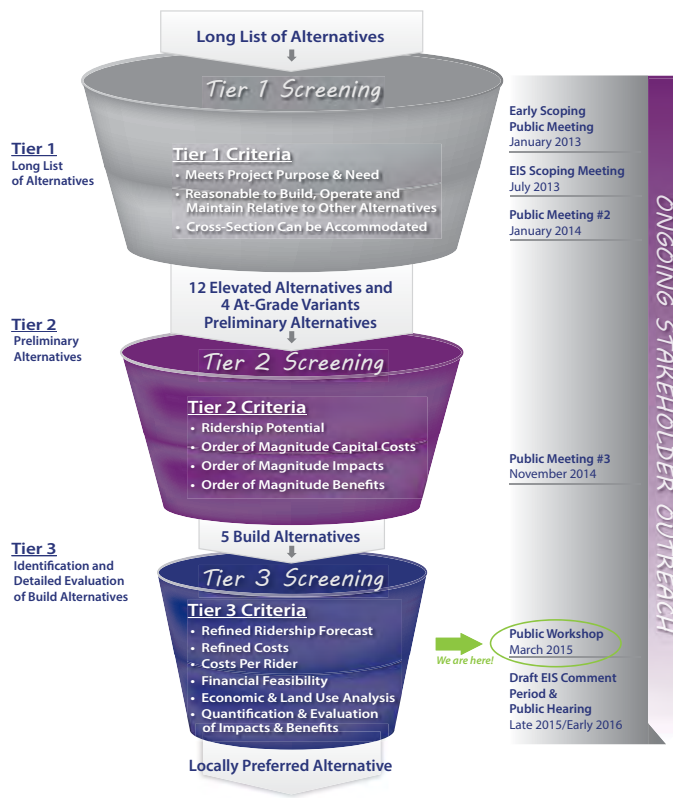 Long List of Alternatives
Tier 1 Screening
Tier 1
Long List
of Alternatives
Tier 1 Criteria
• Meets Project Purpose & Need
• Reasonable to Build, Operate and
Maintain Relative to Other Alternatives
• Cross-Section Can be Accommodated
12 Elevated Alternatives and
4 At-Grade Variants
Preliminary Alternatives
Tier 2
Preliminary
Alternatives
Tier 2 Screening
Tier 2 Criteria
• Ridership Potential
• Order of Magnitude Capital Costs
• Order of Magnitude Impacts
• Order of Magnitude Benefits
5 Build Alternatives
Tier 3
Identification and
Detailed Evaluation
of Build Alternatives
Tier 3 Screening
Tier 3 Criteria
• Refined Ridership Forecast
• Refined Costs
• Costs Per Rider
• Financial Feasibility
• Economic & Land Use Analysis
• Quantification & Evaluation
of Impacts & Benefits
Locally Preferred Alternative
Early Scoping
Public Meeting
January 2013
EIS Scoping Meeting
July 2013
Public Meeting #2
January 2014
Public Meeting #3
November 2014
We are here!
Public Workshop
March 2015
Draft EIS Comment
Period &
Public Hearing
Late 2015/Early 2016
ONGOING STAKEHOLDER OUTREACH